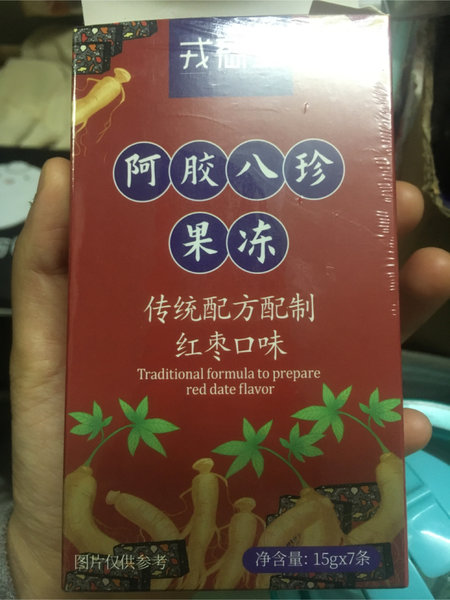 戎
阿胶八珍
果冻
传统配方配制
红枣口味
Traditional formula to prepare
red date flavor
图片仅供参考
净含量: 15gx7条